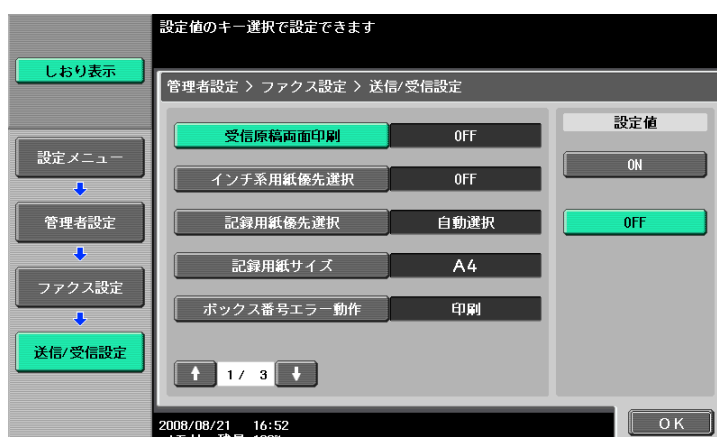 設定値のキー選択で設定できます
しおり表示
管理者設定 > ファクス設定 > 送信/受信設定
設定メニュー
管理者設定
ファクス設定
送信/受信設定
受信原稿両面印刷 OFF
インチ系用紙優先選択 OFF
記録用紙優先選択 自動選択
記録用紙サイズ A4
ボックス番号エラー動作 印刷
↑ 1/ 3 ↓
設定値
ON
OFF
2008/08/21 16:52
OK